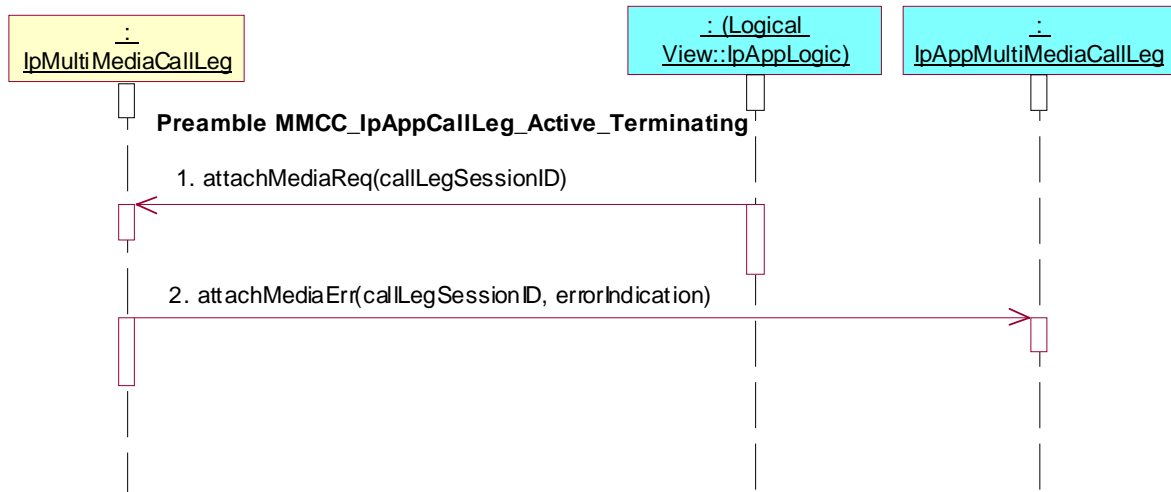 :
IpMultiMediaCallLeg
: (Logical
View::IpAppLogic)
:
IpAppMultiMediaCallLeg
Preamble MMCC_IpAppCallLeg_Active_Terminating
1. attachMediaReq(callLegSessionID)
2. attachMediaErr(callLegSessionID, errorIndication)